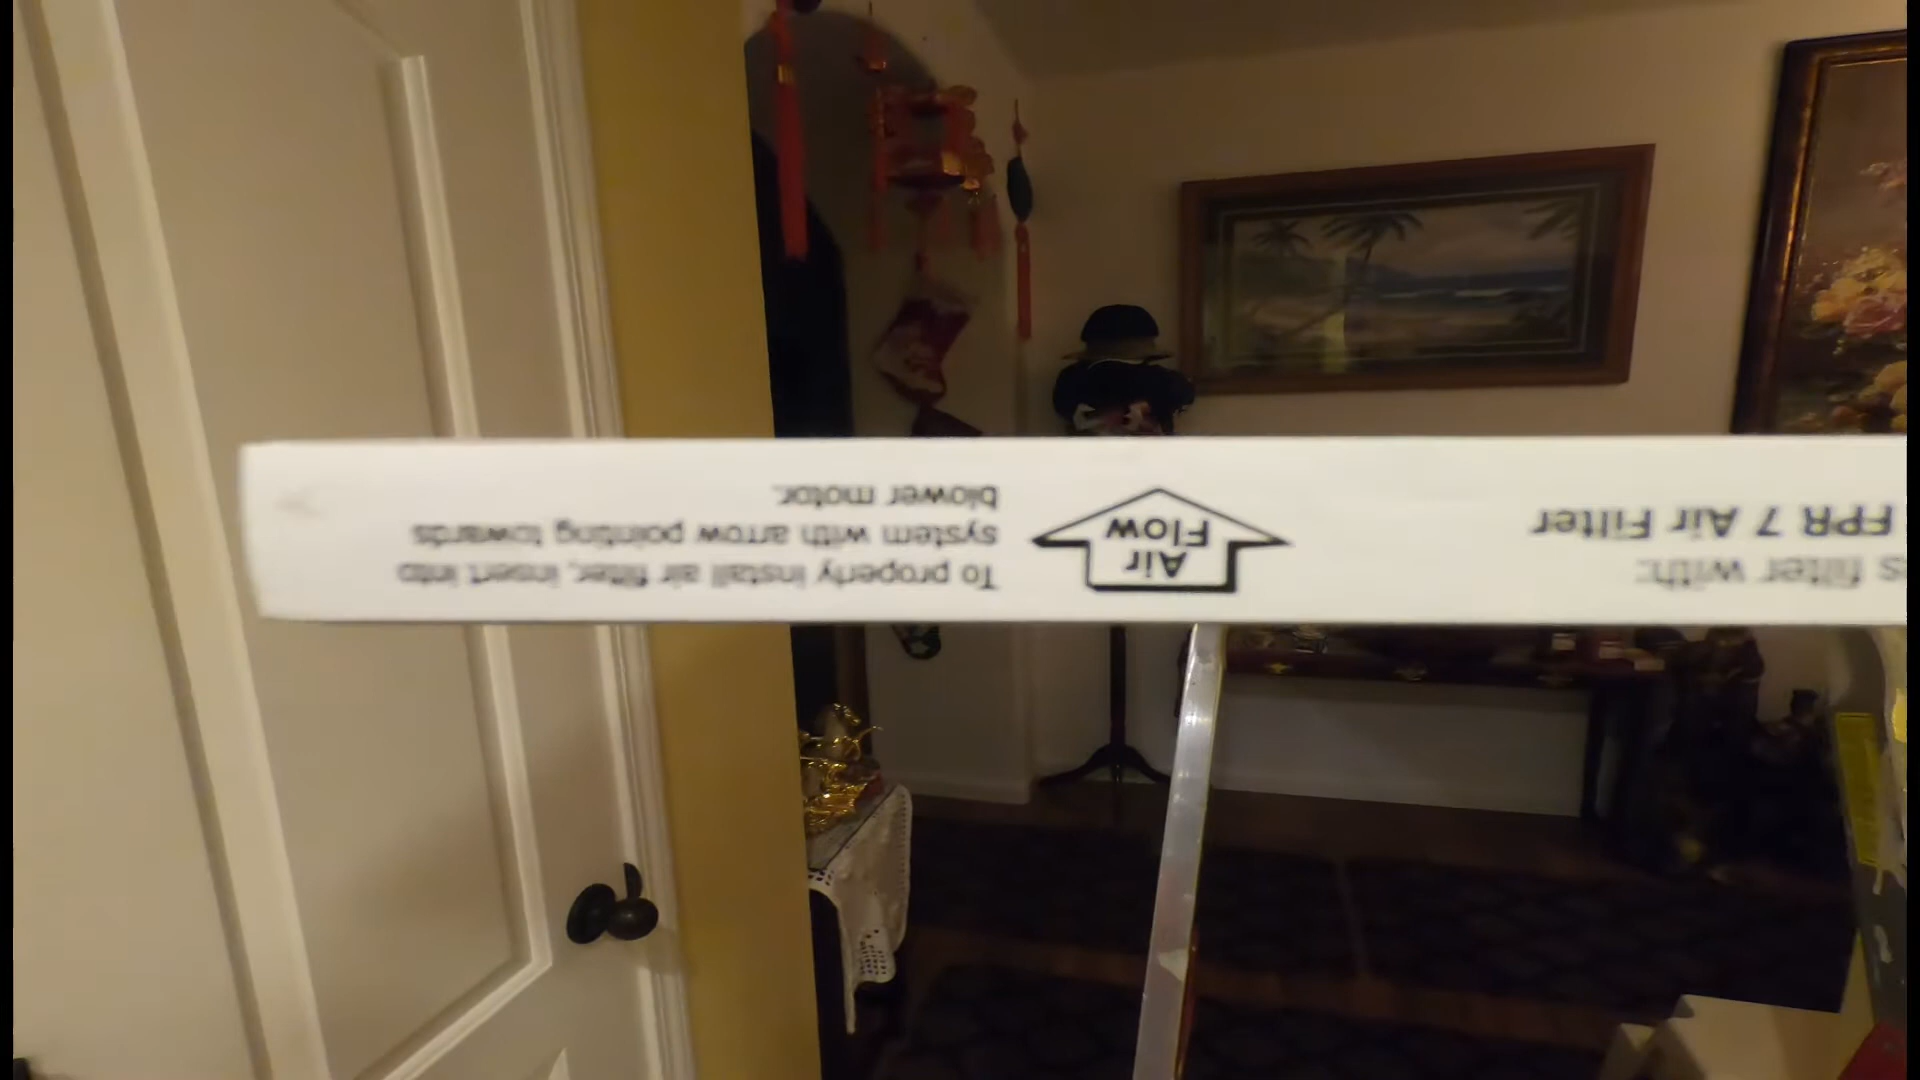 To properly install air filter, insert into
system with arrow pointing towards
blower motor.
Air
Flow
s filter with:
FPR 7 Air Filter